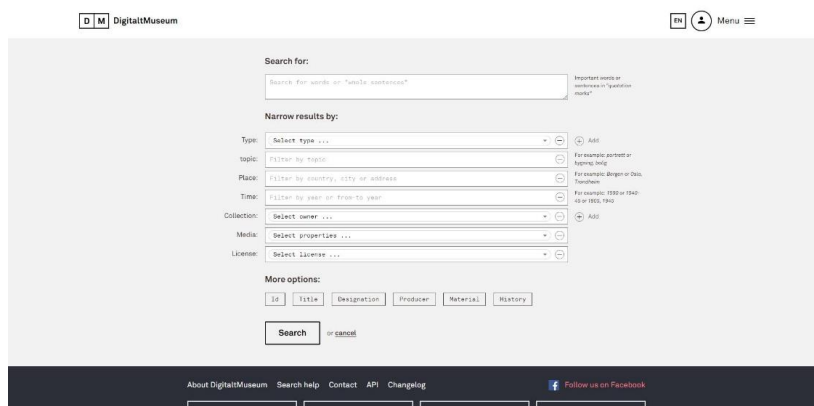 D M DigitaltMuseum
EN Menu
Search for:
Search for words or "whole sentences"
Important words or
sentences in "quotation
marks"
Narrow results by:
Type: Select type ... Add
topic: Filter by topic
For example: portrett or
bygning, bolig
Place: Filter by country, city or address
For example: Bergen or Oslo,
Trondheim
Time: Filter by year or from-to year
For example: 1890 or 1940-
45 or 1900, 1945
Collection: Select owner ... Add
Media: Select properties ...
License: Select license ...
More options:
Id Title Designation Producer Material History
Search or cancel
About DigitaltMuseum Search help Contact API Changelog Follow us on Facebook